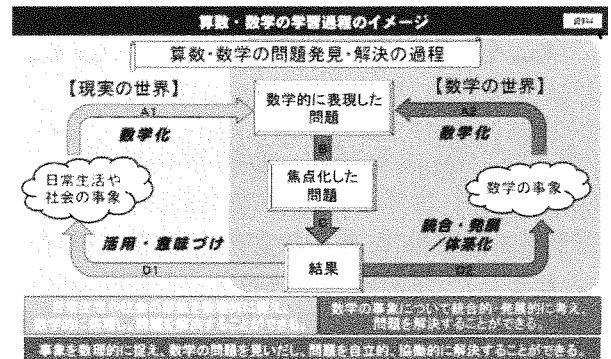 算数・数学の学習過程のイメージ
算数・数学の問題発見・解決の過程
【現実の世界】
【数学の世界】
A1
数学的に表現した
問題
A2
数学化
数学化
B
日常生活や
社会の事象
焦点化した
問題
数学の事象
C
活用・意味づけ
統合・発展
/体系化
D1
結果
D2
数学の事象について統合的・発展的に考え、
問題を解決することができる
事象を数理的に捉え、数学の問題を見いだし、問題を自立的、協働的に解決することができる。